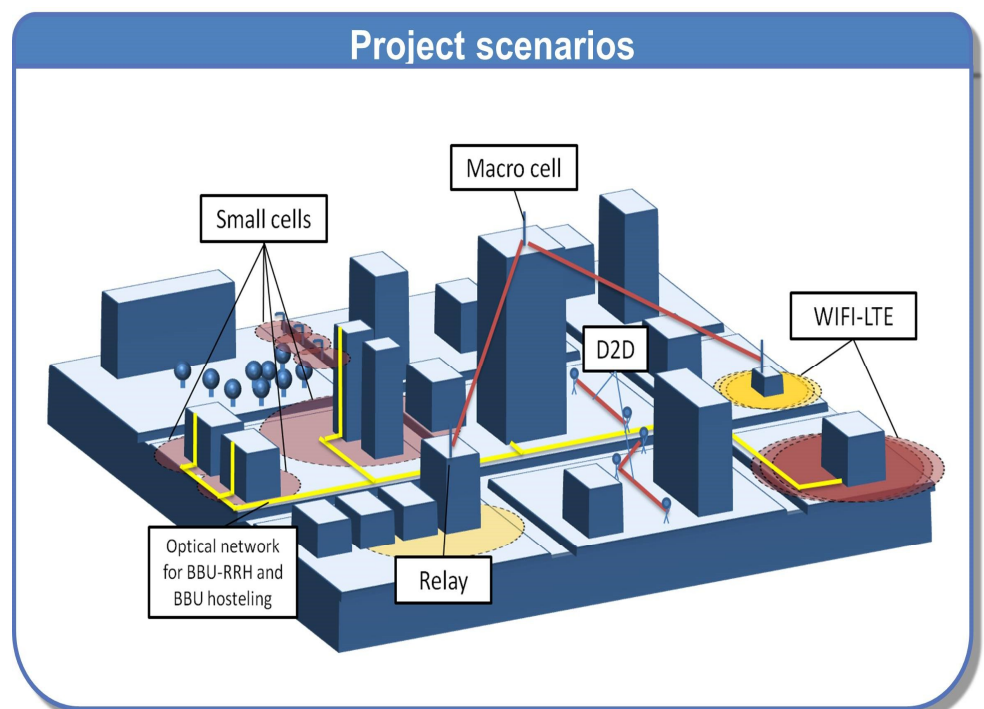 Project scenarios
Macro cell
Small cells
WIFI-LTE
D2D
Optical network
for BBU-RRH and
BBU hosteling
Relay